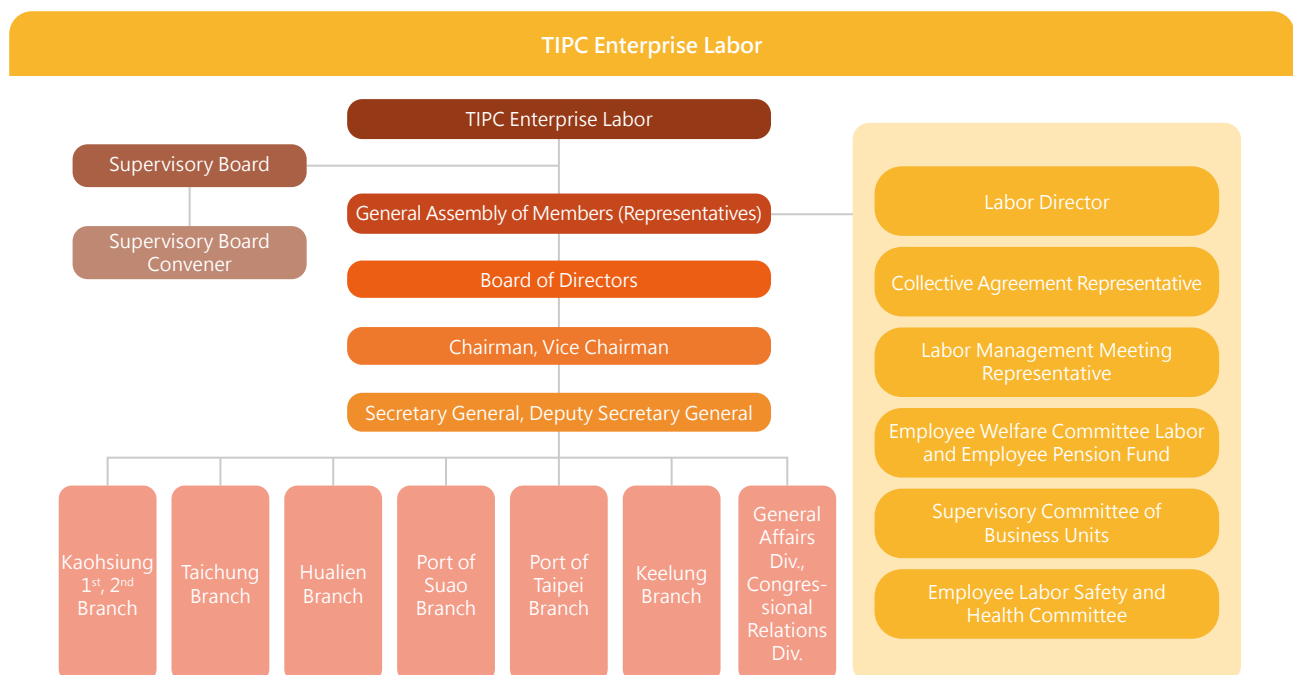 TIPC Enterprise Labor
TIPC Enterprise Labor
Supervisory Board
Supervisory Board
Convener
General Assembly of Members (Representatives)
Board of Directors
Chairman, Vice Chairman
Secretary General, Deputy Secretary General
Kaohsiung
1st, 2nd
Branch
Taichung
Branch
Hualien
Branch
Port of
Suao
Branch
Port of
Taipei
Branch
Keelung
Branch
General
Affairs
Div.,
Congres-
sional
Relations
Div.
Labor Director
Collective Agreement Representative
Labor Management Meeting
Representative
Employee Welfare Committee Labor
and Employee Pension Fund
Supervisory Committee of
Business Units
Employee Labor Safety and
Health Committee